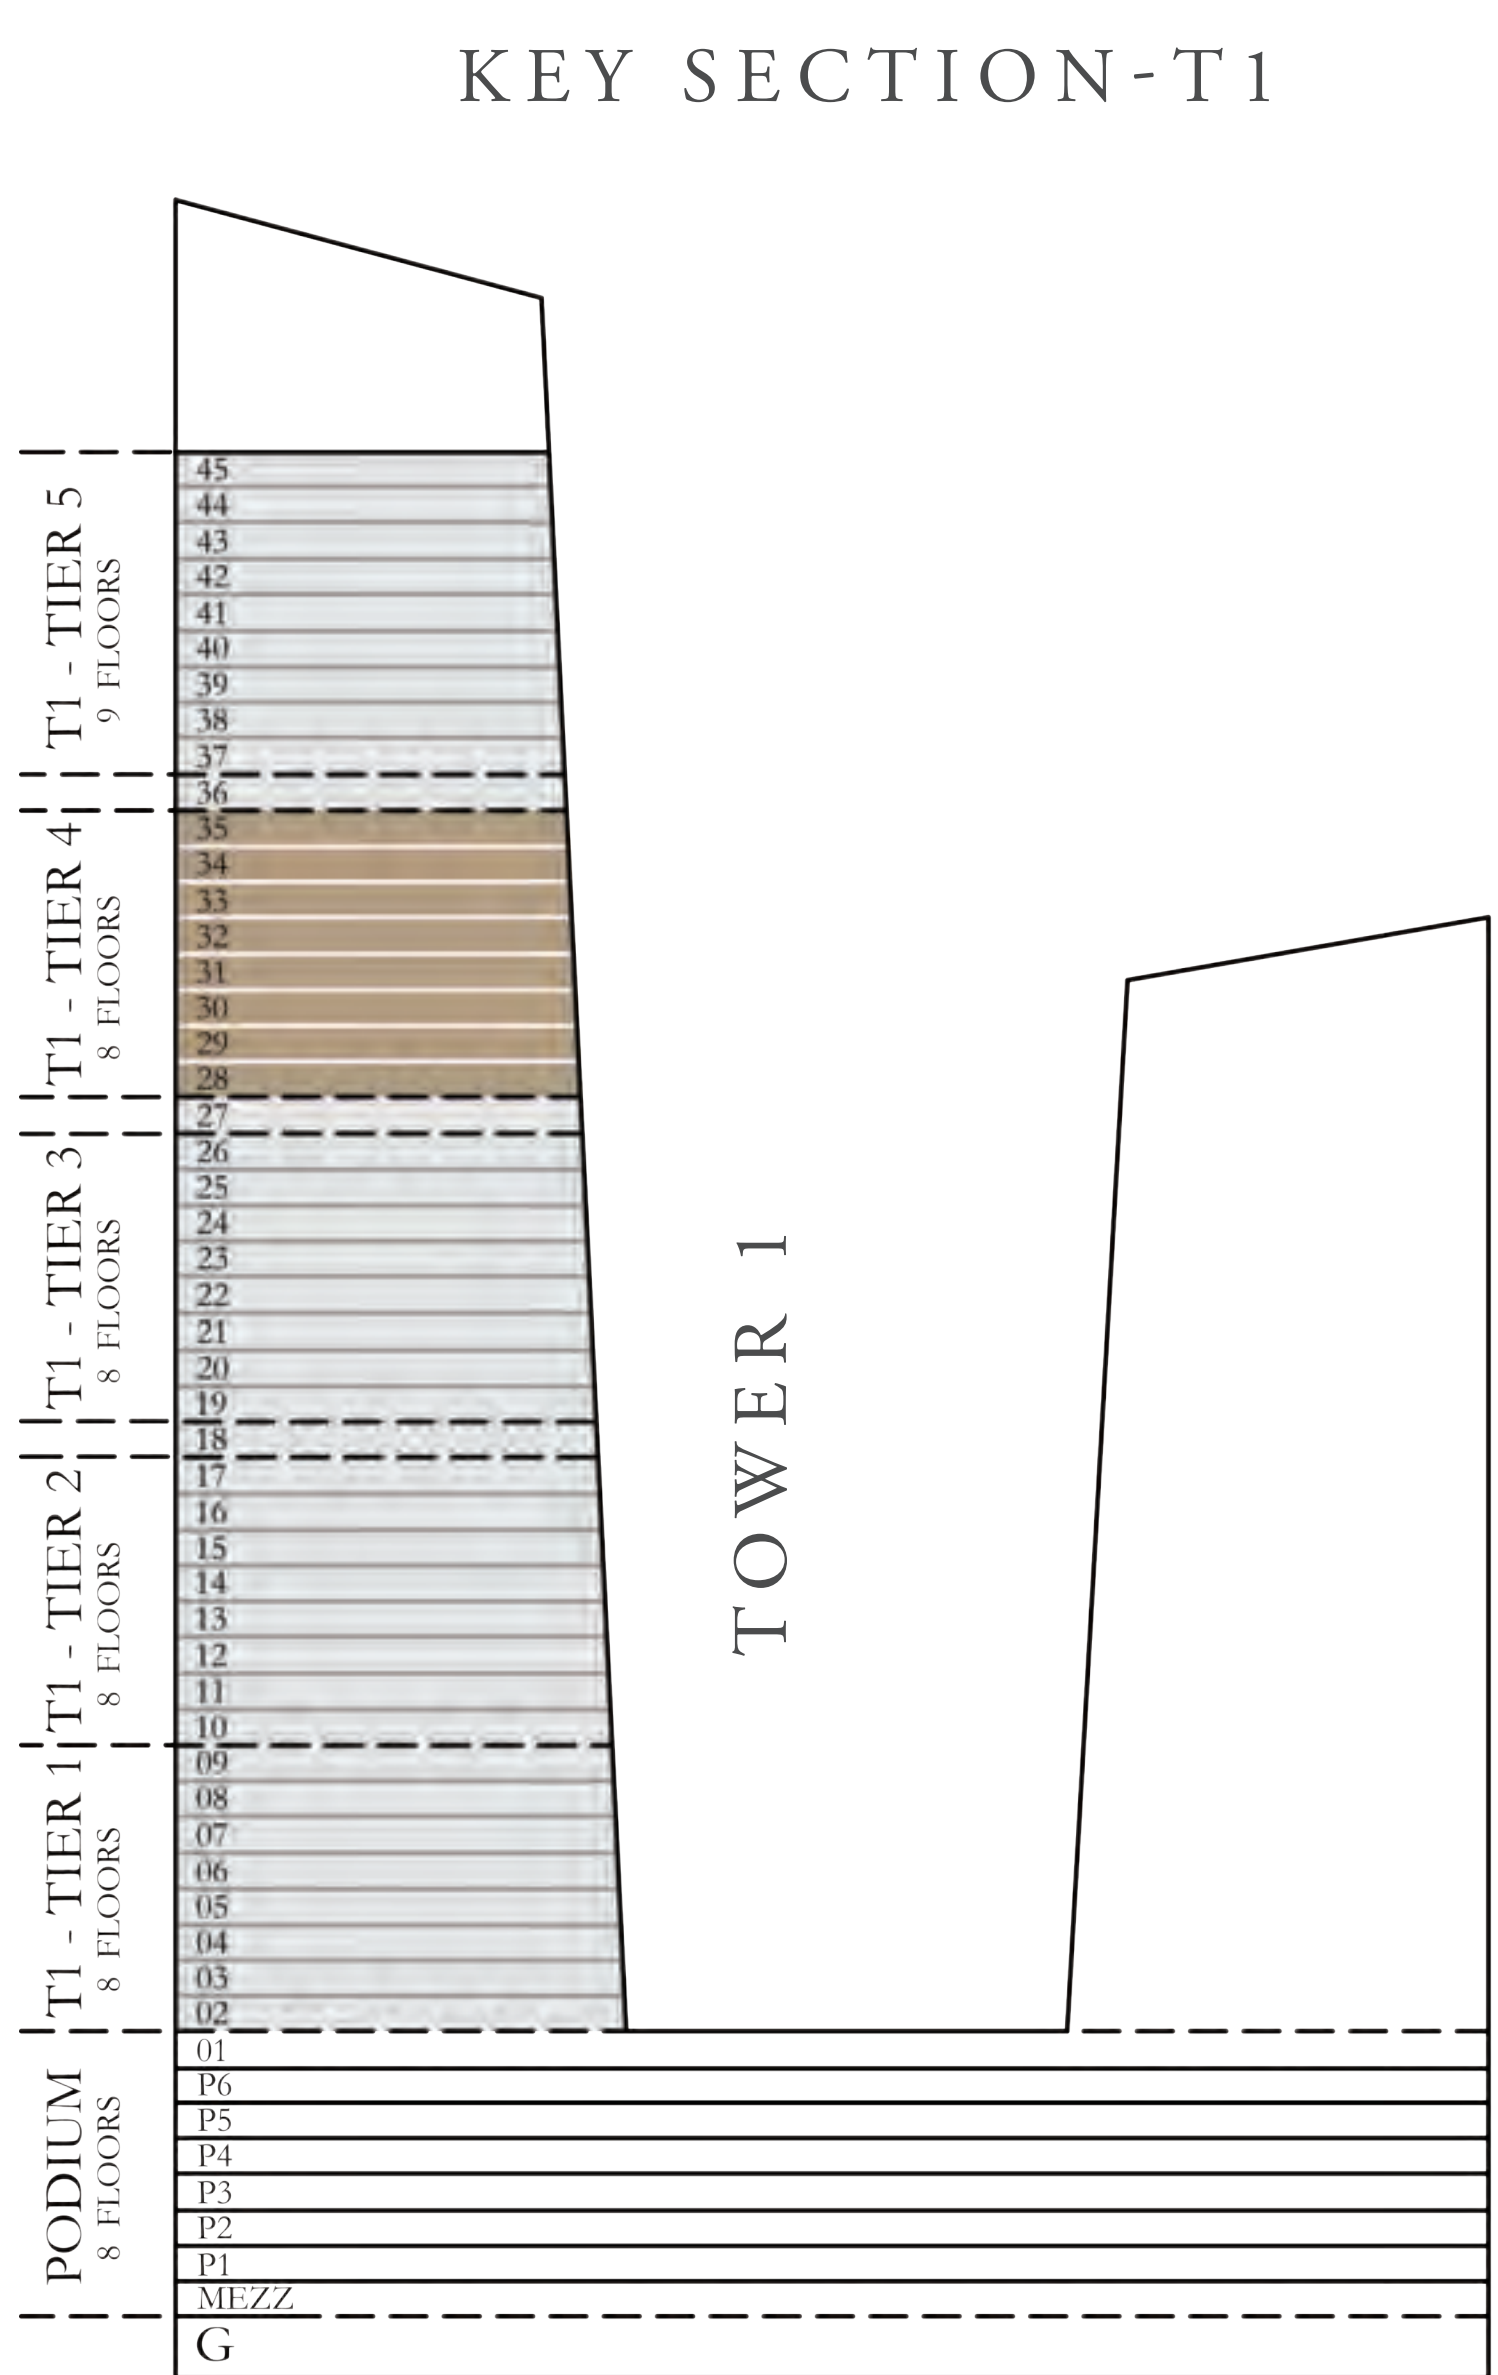 KEY SECTION-T1
T1 - TIER 5
9 FLOORS
45
44
43
42
41
40
39
38
37
36
T1 - TIER 4
8 FLOORS
35
34
33
32
31
30
29
28
27
T1 - TIER 3
8 FLOORS
26
25
24
23
22
21
20
19
18
T1 - TIER 2
8 FLOORS
17
16
15
14
13
12
11
10
T1 - TIER 1
8 FLOORS
09
08
07
06
05
04
03
02
TOWER 1
PODIUM
8 FLOORS
01
P6
P5
P4
P3
P2
P1
MEZZ
G